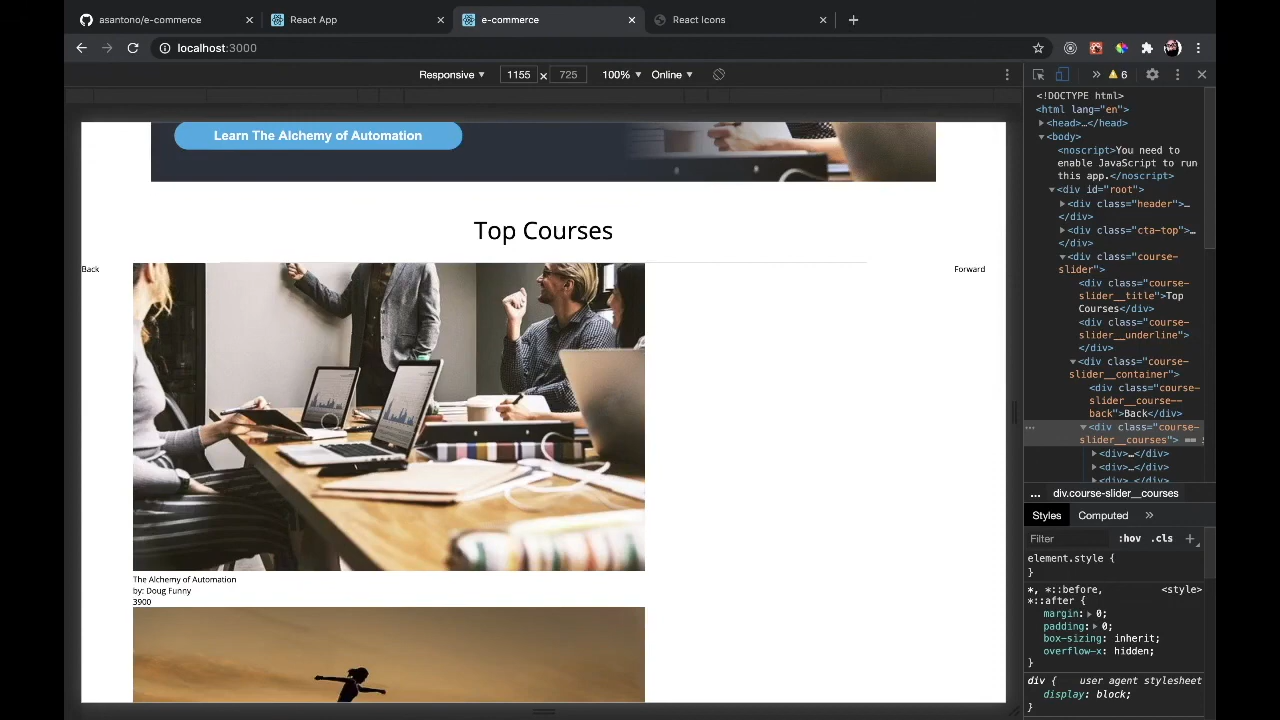 asantono/e-commerce
React App
e-commerce
React Icons
localhost:3000
Responsive 1155 × 725 100% Online
6
Learn The Alchemy of Automation
Top Courses
Back
Forward
The Alchemy of Automation
by: Doug Funny
3900
<!DOCTYPE html>
<html lang="en">
<head>…</head>
<body>
<noscript>You need to
enable JavaScript to run
this app.</noscript>
<div id="root">
<div class="header">…
</div>
<div class="cta-top">…
</div>
<div class="course-
slider">
<div class="course-
slider__title">Top
Courses</div>
<div class="course-
slider__underline">
</div>
<div class="course-
slider__container">
<div class="course-
slider__course--
back">Back</div>
<div class="course-
slider__courses"> ==
<div>…</div>
<div>…</div>
<div>…</div>
… div.course-slider__courses
Styles Computed
Filter :hov .cls +
element.style {
}
*, *::before, <style>
*::after {
margin: 0;
padding: 0;
box-sizing: inherit;
overflow-x: hidden;
}
div { user agent stylesheet
display: block;
}